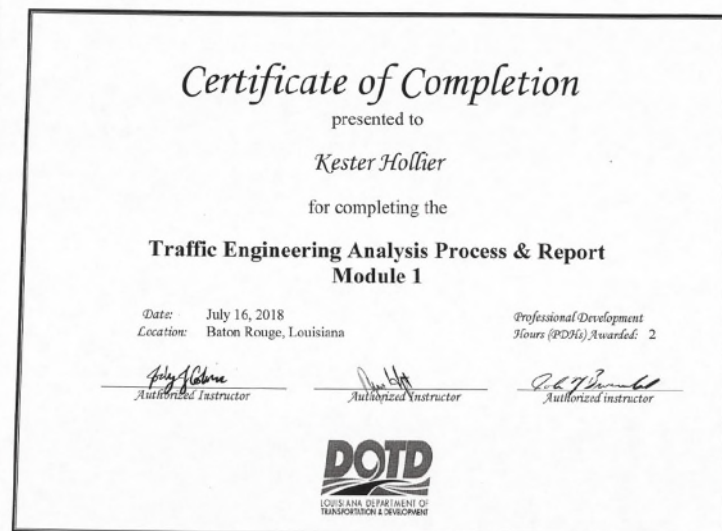 Certificate of Completion
presented to
Kester Hollier
for completing the
Traffic Engineering Analysis Process & Report
Module 1
Date: July 16, 2018
Location: Baton Rouge, Louisiana
Professional Development
Hours (PDHs) Awarded: 2
Authorized Instructor
Authorized Instructor
Authorized instructor
DOTD
LOUISIANA DEPARTMENT OF
TRANSPORTATION & DEVELOPMENT